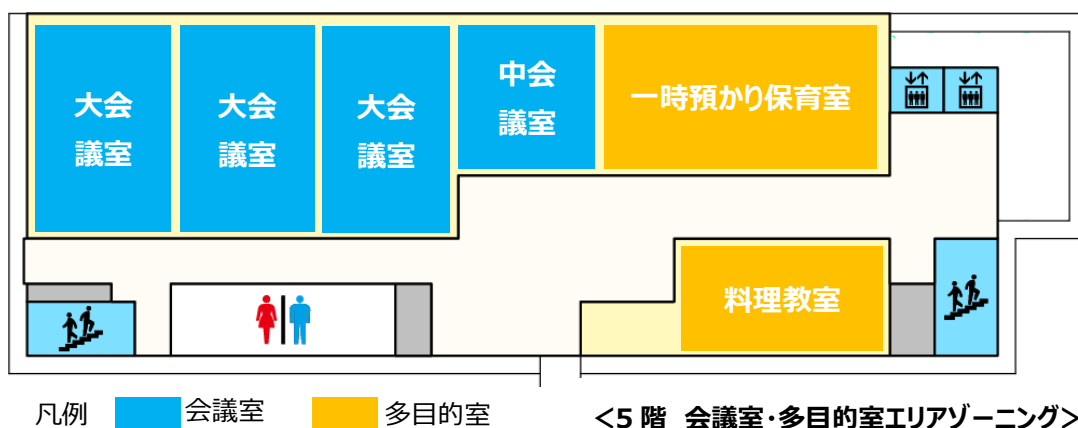 大会
議室
大会
議室
大会
議室
中会
議室
一時預かり保育室
料理教室
凡例 会議室 多目的室 <5階 会議室・多目的室エリアゾーニング>